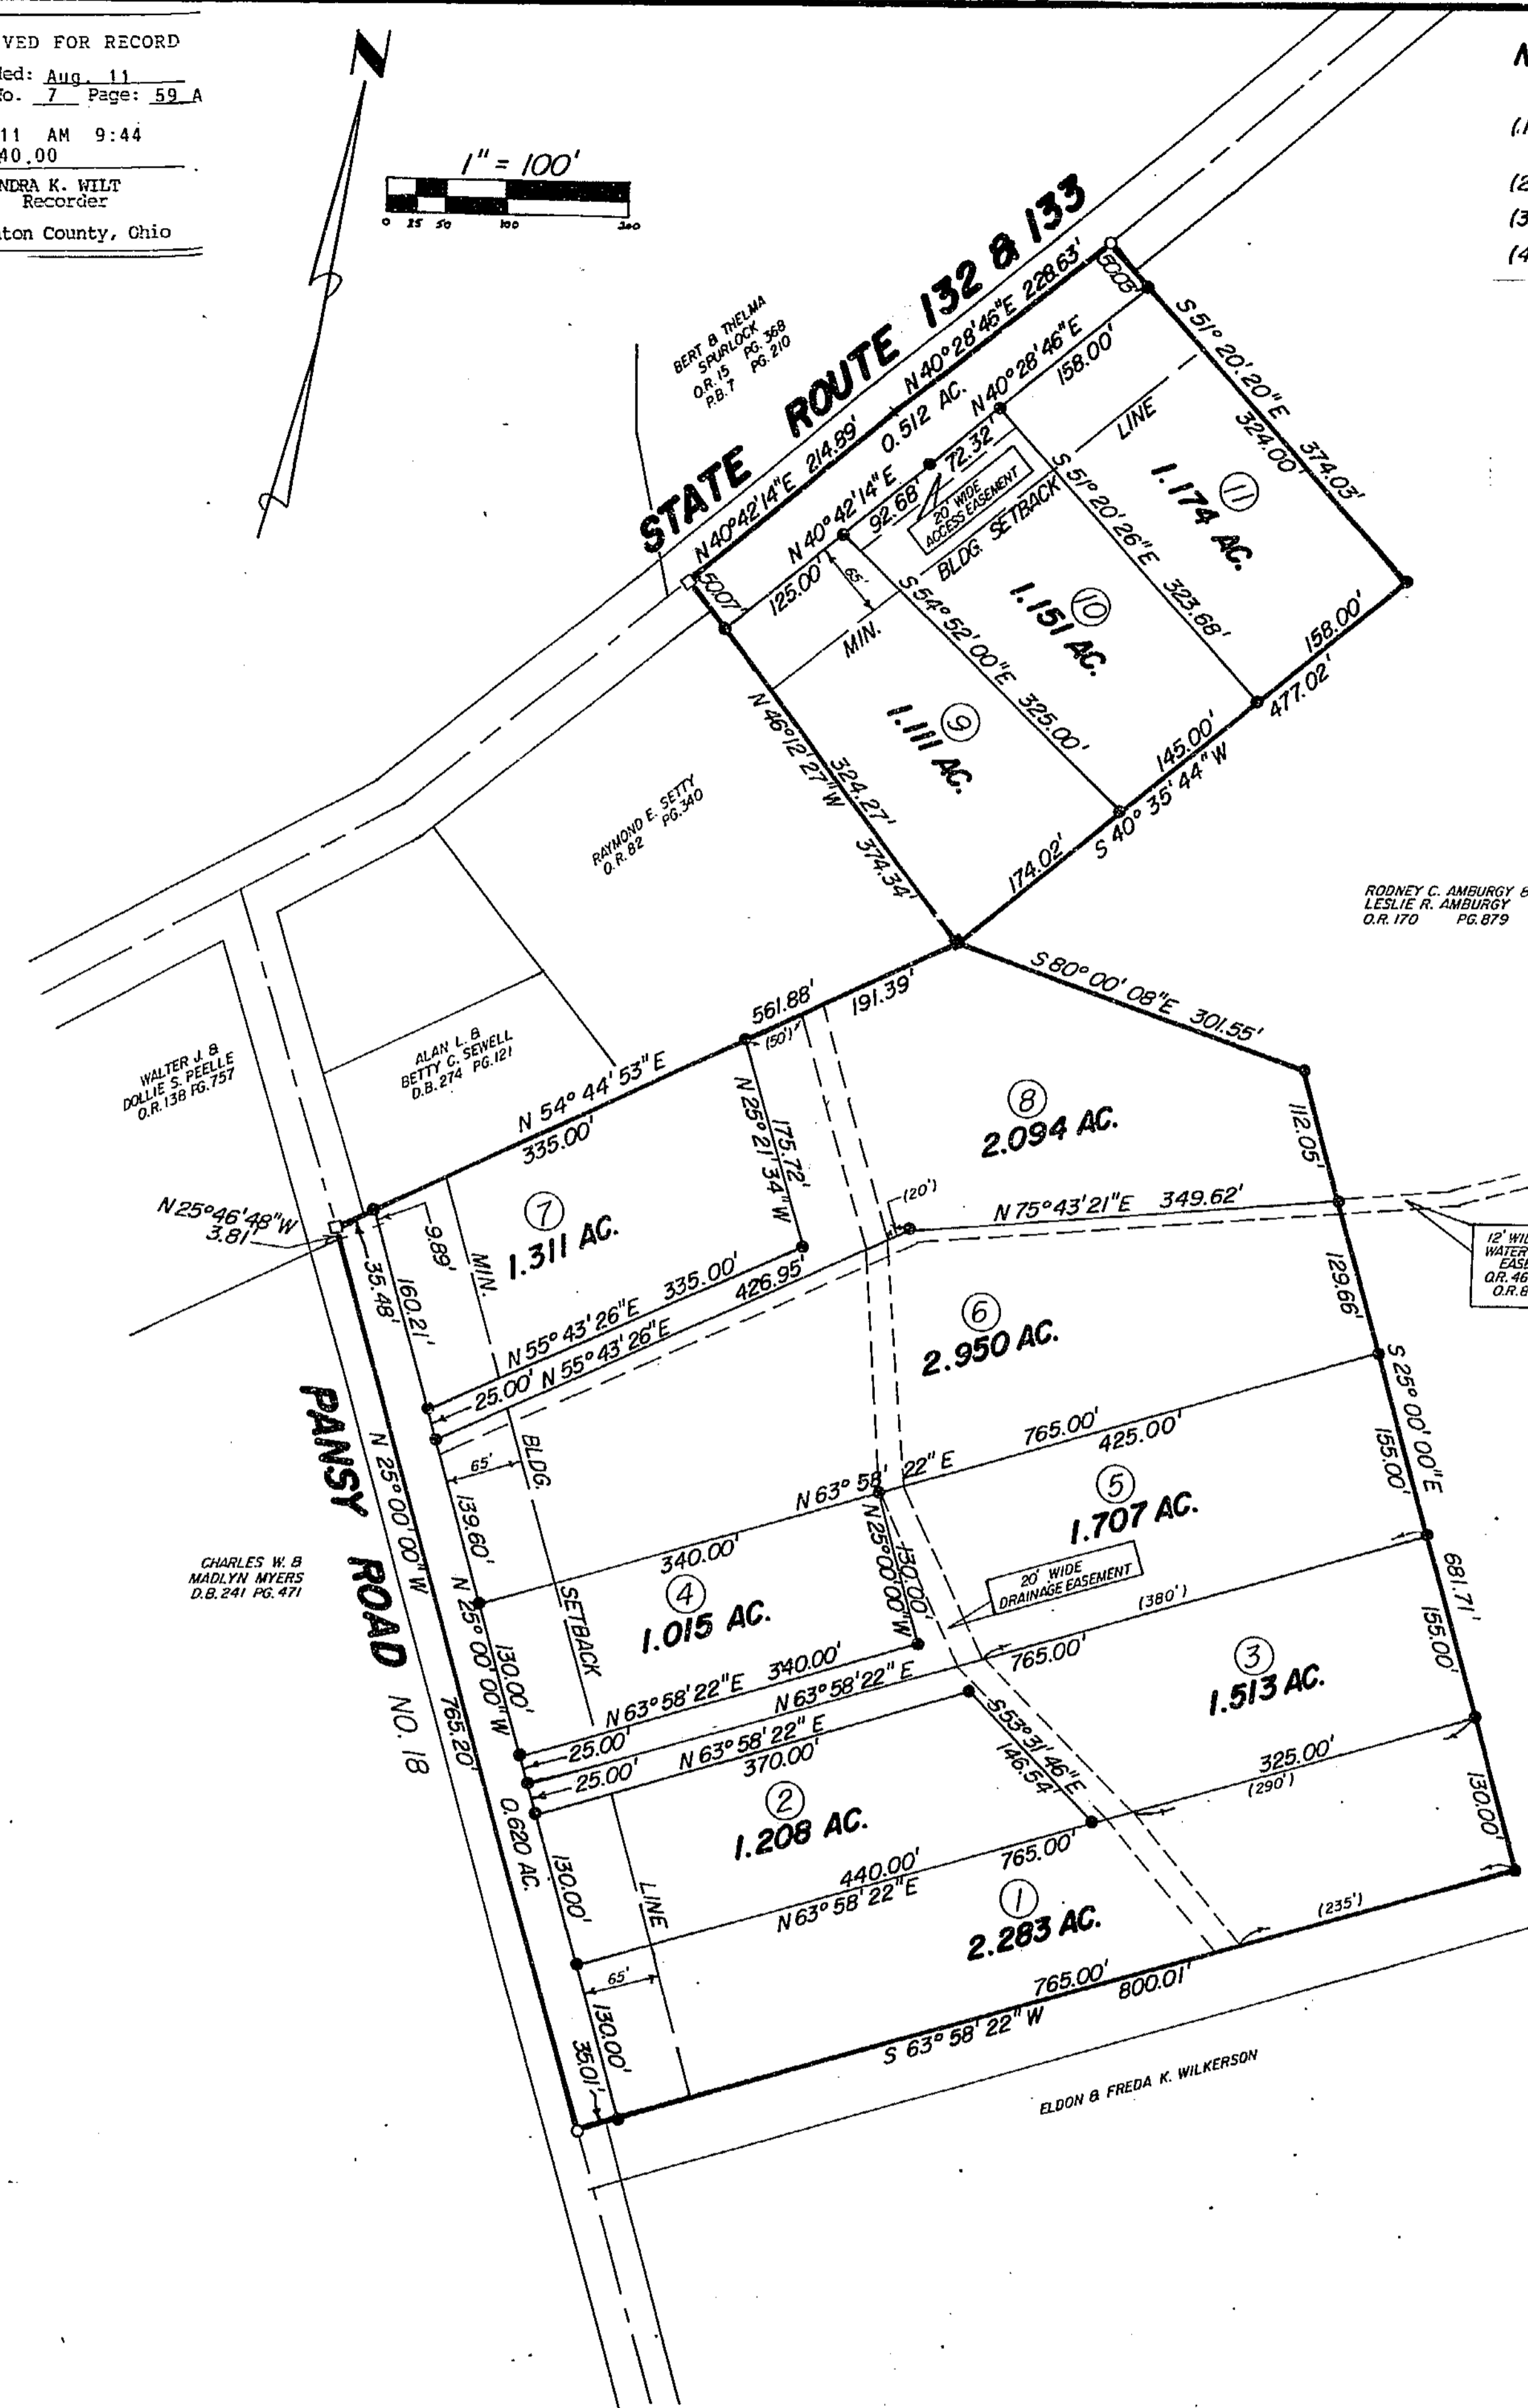 VED FOR RECORD
ded: Aug. 11
No. 7 Page: 59 A
11 AM 9:44
40.00
NDRA K. WILT
Recorder
nton County, Ohio
N
1" = 100'
0 25 50 100 200
(2
(3
(4
STATE ROUTE 132 & 133
BERT & THELMA
SPURLOCK
O.R. 15 PG. 368
P.B. 7 PG. 210
N 40° 42' 14" E 214.89'
N 40° 28' 46" E 228.63'
50.03'
0.512 AC.
N 40° 28' 46" E
158.00'
72.32'
N 40° 42' 14" E
92.68'
125.00'
50.07'
20' WIDE
ACCESS EASEMENT
MIN. BLDG. SETBACK LINE
65'
S 51° 20' 20" E
324.00' 374.03'
11
1.174 AC.
S 51° 20' 26" E 323.68'
10
1.151 AC.
S 54° 52' 00" E 325.00'
9
1.111 AC.
N 46° 12' 27" W
324.27'
374.34'
158.00'
477.02'
145.00'
S 40° 35' 44" W
174.02'
RAYMOND E. SETTY
O.R. 82 PG. 340
RODNEY C. AMBURGY &
LESLIE R. AMBURGY
O.R. 170 PG. 879
WALTER J. &
DOLLIE S. PEELLE
O.R. 138 PG. 757
ALAN L. &
BETTY C. SEWELL
D.B. 274 PG. 121
N 54° 44' 53" E
335.00'
561.88'
191.39'
(50')
S 80° 00' 08" E 301.55'
8
2.094 AC.
112.05'
N 25° 46' 48" W
3.81'
9.89'
35.48'
160.21'
7
1.311 AC.
N 25° 21' 34" W
175.72'
(20')
N 75° 43' 21" E 349.62'
12' WI
WATER
EASE
O.R. 46
O.R. 8
129.66'
N 55° 43' 26" E 335.00'
25.00' N 55° 43' 26" E 426.95'
6
2.950 AC.
MIN. BLDG. SETBACK LINE
65'
PANSY ROAD NO. 18
N 25° 00' 00" W
765.20'
139.60'
N 25° 00' 00" W
N 63° 58' 22" E
765.00'
425.00'
340.00'
S 25° 00' 00" E
681.71'
155.00'
5
1.707 AC.
N 25° 00' 00" W
130.00'
20' WIDE
DRAINAGE EASEMENT
(380')
CHARLES W. &
MADLYN MYERS
D.B. 241 PG. 471
4
1.015 AC.
130.00'
N 63° 58' 22" E 340.00'
25.00'
N 63° 58' 22" E
765.00'
25.00'
N 63° 58' 22" E
370.00'
3
1.513 AC.
155.00'
S 53° 31' 46" E
146.54'
325.00'
(290')
130.00'
2
1.208 AC.
0.620 AC.
130.00'
440.00'
765.00'
N 63° 58' 22" E
1
2.283 AC.
(235')
65'
130.00'
35.01'
765.00'
800.01'
S 63° 58' 22" W
ELDON & FREDA K. WILKERSON